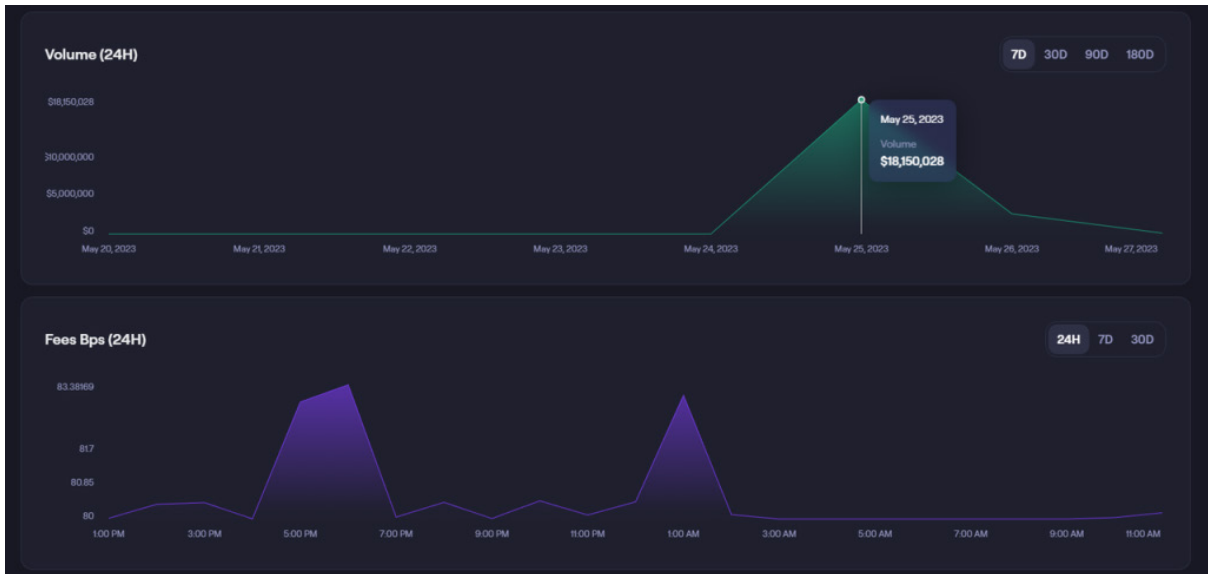 Volume (24H)
7D 30D 90D 180D
$18,150,028
$10,000,000
$5,000,000
$0
May 25, 2023
Volume
$18,150,028
May 20, 2023 May 21, 2023 May 22, 2023 May 23, 2023 May 24, 2023 May 25, 2023 May 26, 2023 May 27, 2023
Fees Bps (24H)
24H 7D 30D
83.38169
81.7
80.85
80
1:00 PM 3:00 PM 5:00 PM 7:00 PM 9:00 PM 11:00 PM 1:00 AM 3:00 AM 5:00 AM 7:00 AM 9:00 AM 11:00 AM